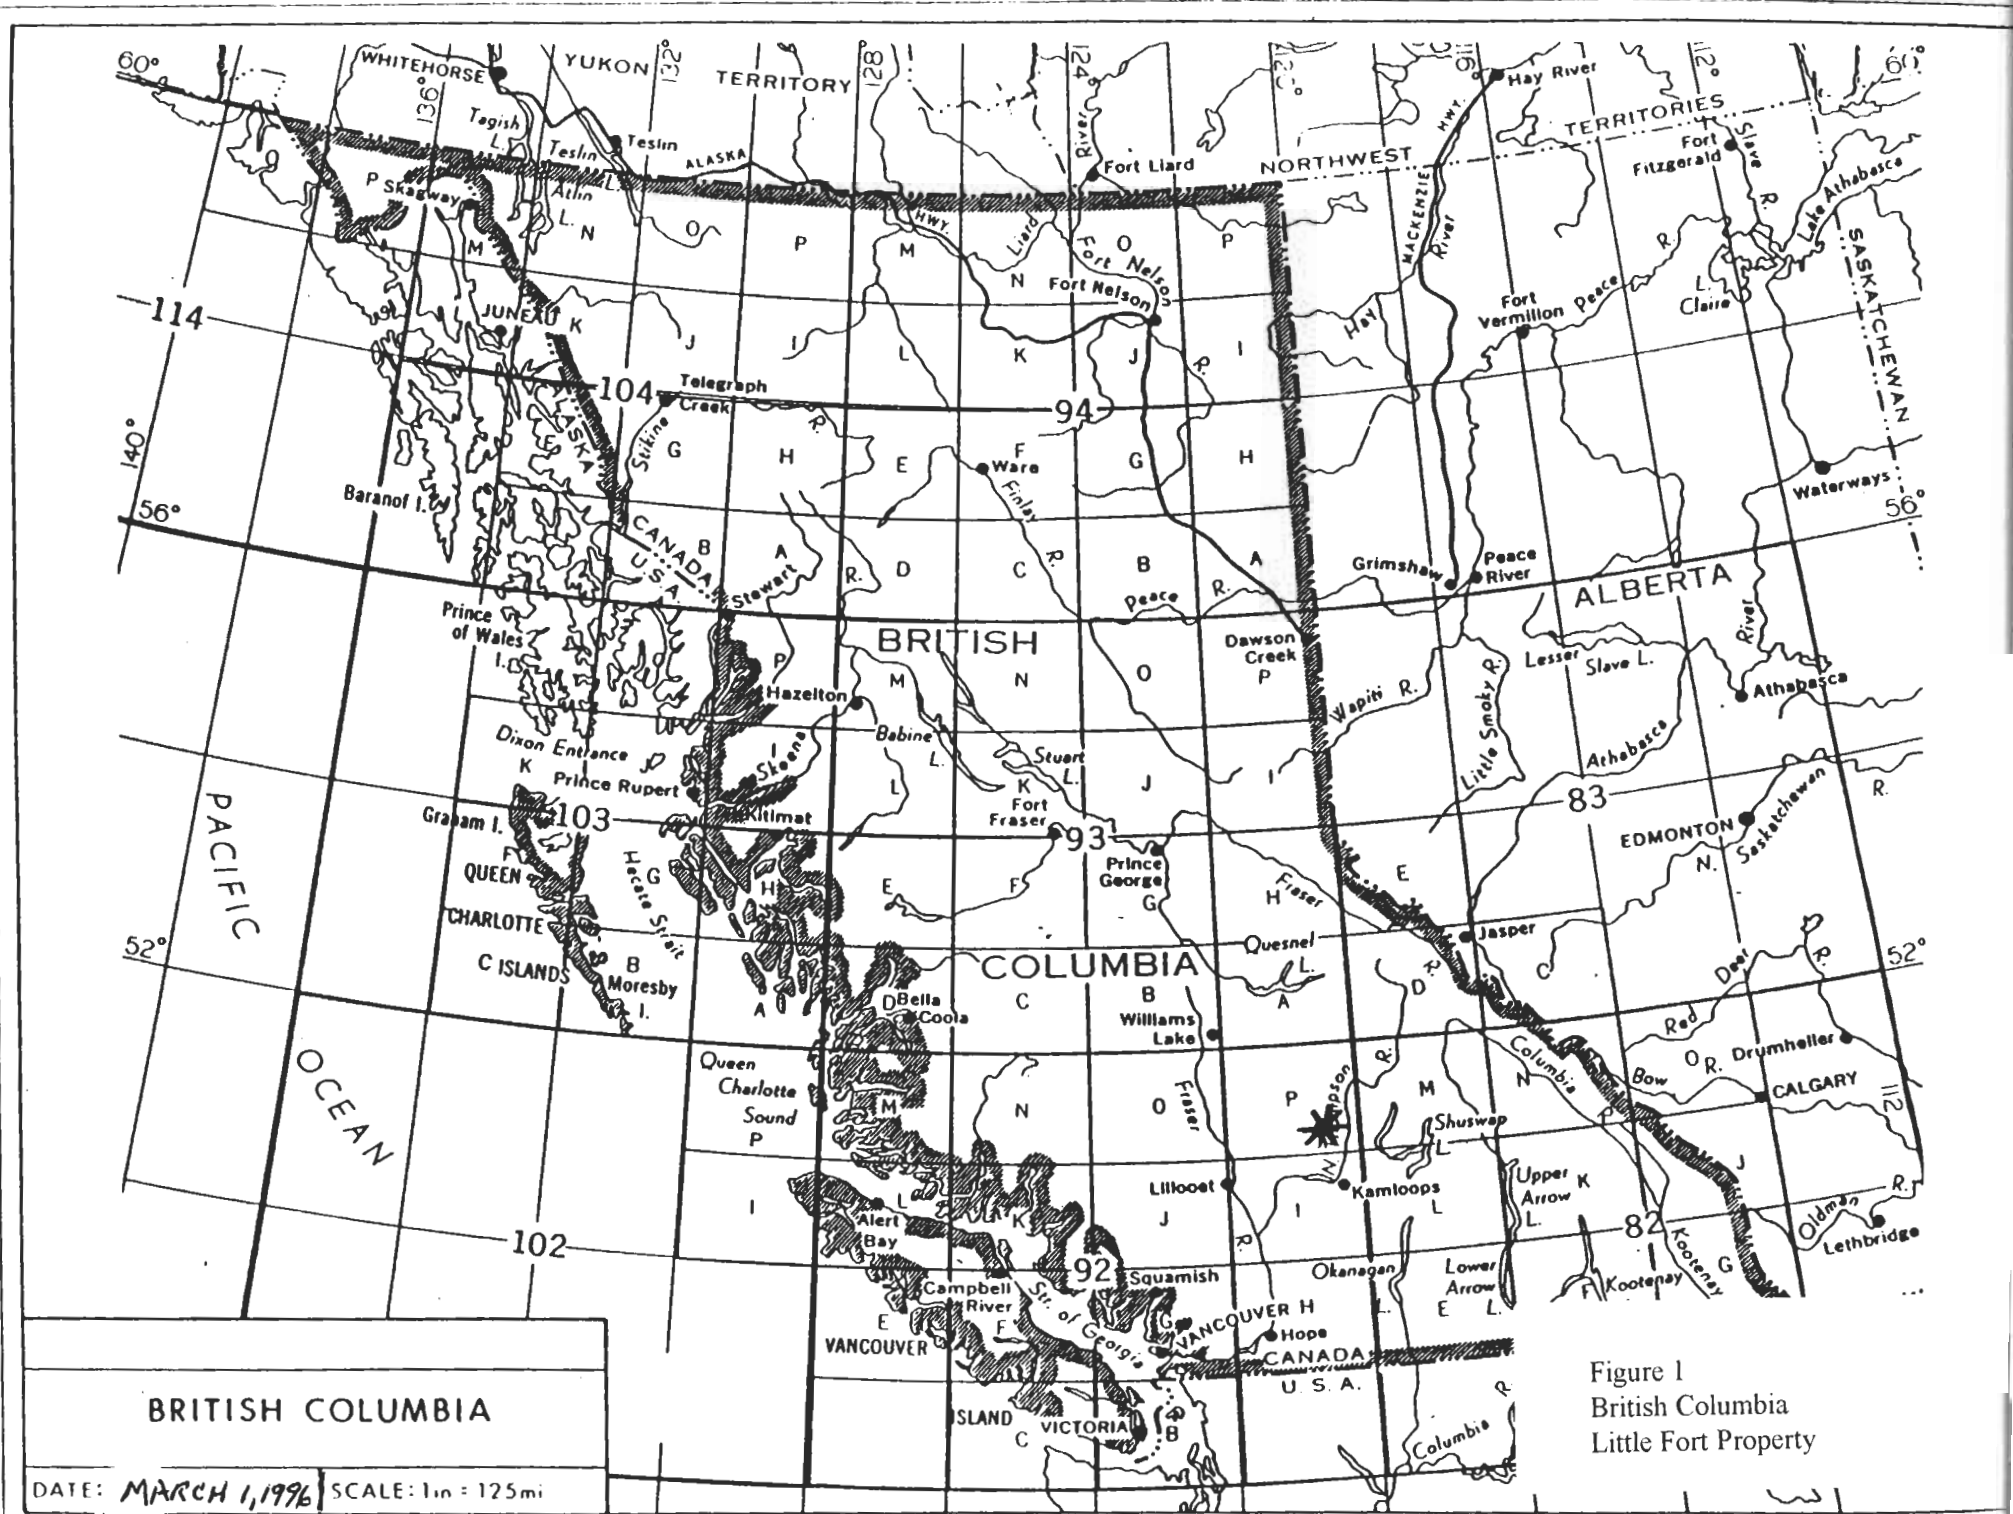 60°
WHITEHORSE
136°
YUKON
132°
TERRITORY
128°
124°
116°
Hay River
112°
60°
Tagish
L.
Teslin
Teslin
L.
ALASKA
HWY.
River
Fort Liard
NORTHWEST
TERRITORIES
MACKENZIE
HWY.
River
Fort
Fitzgerald
Slave
R.
Lake Athabasca
SASKATCHEWAN
P
Skagway
Atlin
L.
N
M
O
P
M
Liard
N
O
P
Fort Nelson
Fort Nelson
R.
114
JUNEAU
K
J
I
L
K
J
I
Hay
Fort
Vermilion
Peace
R.
L.
Claire
104
Telegraph
Creek
94
ALASKA
F
Stikine
R.
G
H
E
F
G
H
Ware
Finlay
R.
140°
Baranof I.
Waterways
56°
56°
CANADA
U.S.A.
B
A
R.
D
C
B
A
Stewart
Peace
R.
Grimshaw
Peace
River
ALBERTA
Prince
of Wales
I.
O
P
BRITISH
Dawson
Creek
P
Hazelton
M
N
O
Lesser
Slave L.
River
Athabasca
Wapiti R.
Little Smoky R.
Athabasca
Dixon Entrance
K
J
Prince Rupert
I
Skeena
Babine
L.
L
Stuart
L.
K
J
I
Fort
Fraser
Graham I.
103
Kitimat
93
83
EDMONTON
N.
Saskatchewan
R.
F
QUEEN
CHARLOTTE
C ISLANDS
Hecate Strait
G
H
E
F
Prince
George
G
H
Fraser
R.
E
Jasper
PACIFIC
52°
52°
B
Moresby
I.
A
COLUMBIA
D
Bella
Coola
C
B
Williams
Lake
Quesnel
L.
A
D
C
Red
Deer
R.
OCEAN
Queen
Charlotte
Sound
P
M
N
O
Fraser
R.
P
N.
R.
M
Shuswap
L.
Columbia
R.
N
O
Bow
R.
Drumheller
CALGARY
112
I
L
K
Lillooet
J
Kamloops
I
L
Upper
Arrow
L.
K
J
Alert
Bay
102
92
82
Oldman
R.
Lethbridge
Campbell
River
Str. of Georgia
Squamish
Okanagan
L.
Lower
Arrow
L.
E
F
Kootenay
Kootenay
G
E
VANCOUVER
F
G
VANCOUVER
H
Hope
CANADA
U.S.A.
ISLAND
C
VICTORIA
B
Columbia
R.
Figure 1
British Columbia
Little Fort Property
BRITISH COLUMBIA
DATE: MARCH 1, 1996
SCALE: 1in = 125mi